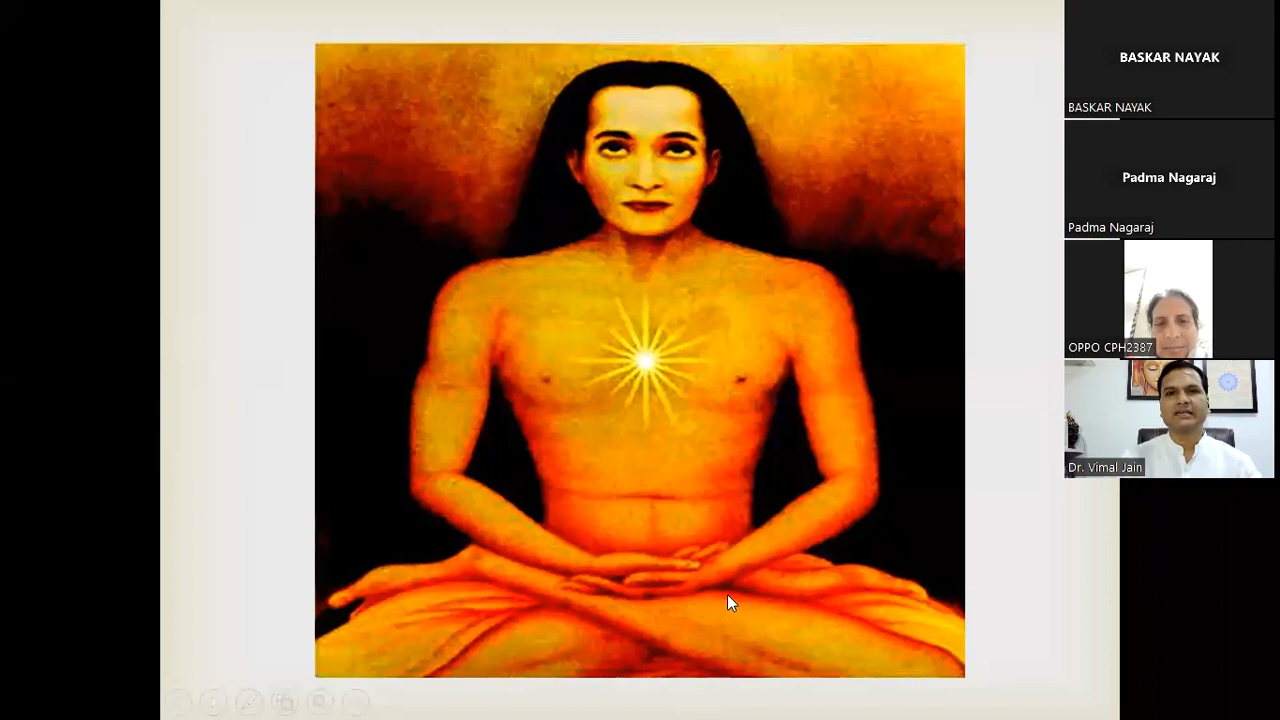 BASKAR NAYAK
BASKAR NAYAK
Padma Nagaraj
Padma Nagaraj
OPPO CPH2387
Dr. Vimal Jain